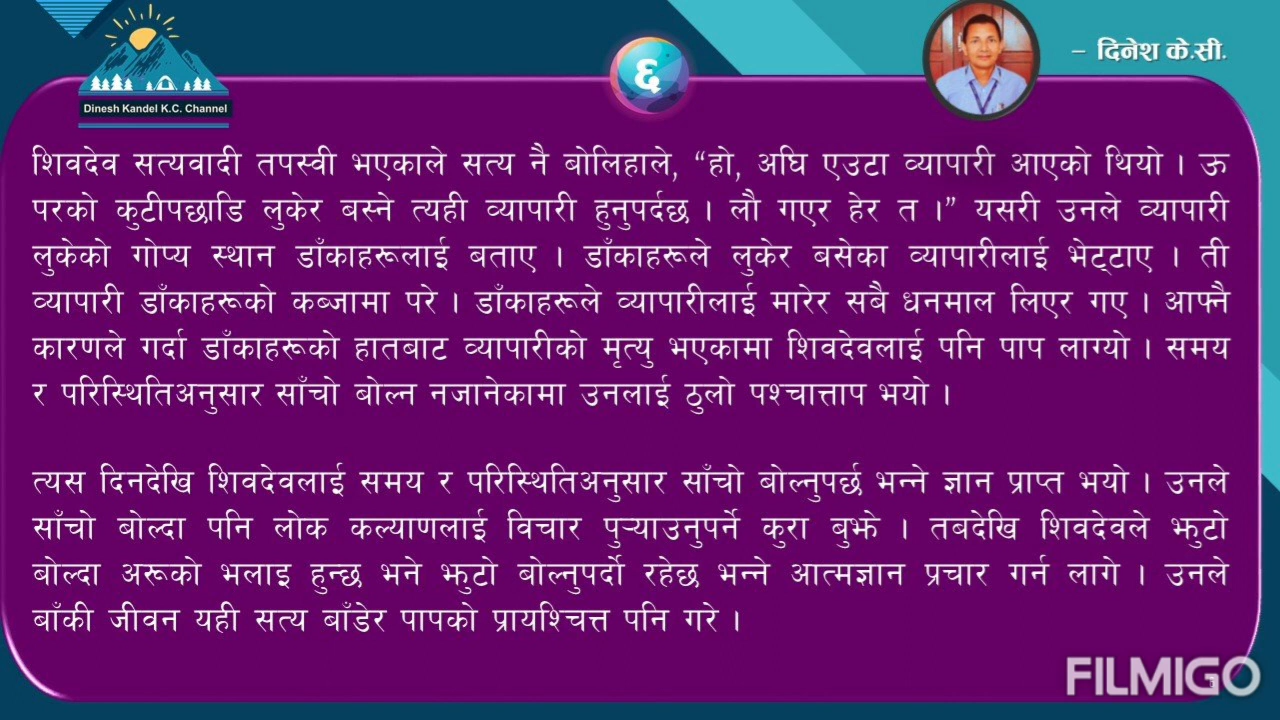 Dinesh Kandel K.C. Channel
६
– दिनेश के.सी.
शिवदेव सत्यवादी तपस्वी भएकाले सत्य नै बोलिहाले, “हो, अघि एउटा व्यापारी आएको थियो । ऊ
परको कुटीपछाडि लुकेर बस्ने त्यही व्यापारी हुनुपर्दछ । लौ गएर हेर त ।” यसरी उनले व्यापारी
लुकेको गोप्य स्थान डाँकाहरूलाई बताए । डाँकाहरूले लुकेर बसेका व्यापारीलाई भेट्टाए । ती
व्यापारी डाँकाहरूको कब्जामा परे । डाँकाहरूले व्यापारीलाई मारेर सबै धनमाल लिएर गए । आफ्नै
कारणले गर्दा डाँकाहरूको हातबाट व्यापारीको मृत्यु भएकामा शिवदेवलाई पनि पाप लाग्यो । समय
र परिस्थितिअनुसार साँचो बोल्न नजानेकामा उनलाई ठुलो पश्चात्ताप भयो ।
त्यस दिनदेखि शिवदेवलाई समय र परिस्थितिअनुसार साँचो बोल्नुपर्छ भन्ने ज्ञान प्राप्त भयो । उनले
साँचो बोल्दा पनि लोक कल्याणलाई विचार पुऱ्याउनुपर्ने कुरा बुझे । तबदेखि शिवदेवले झुटो
बोल्दा अरूको भलाइ हुन्छ भने झुटो बोल्नुपर्दो रहेछ भन्ने आत्मज्ञान प्रचार गर्न लागे । उनले
बाँकी जीवन यही सत्य बाँडेर पापको प्रायश्चित्त पनि गरे ।
FILMIGO